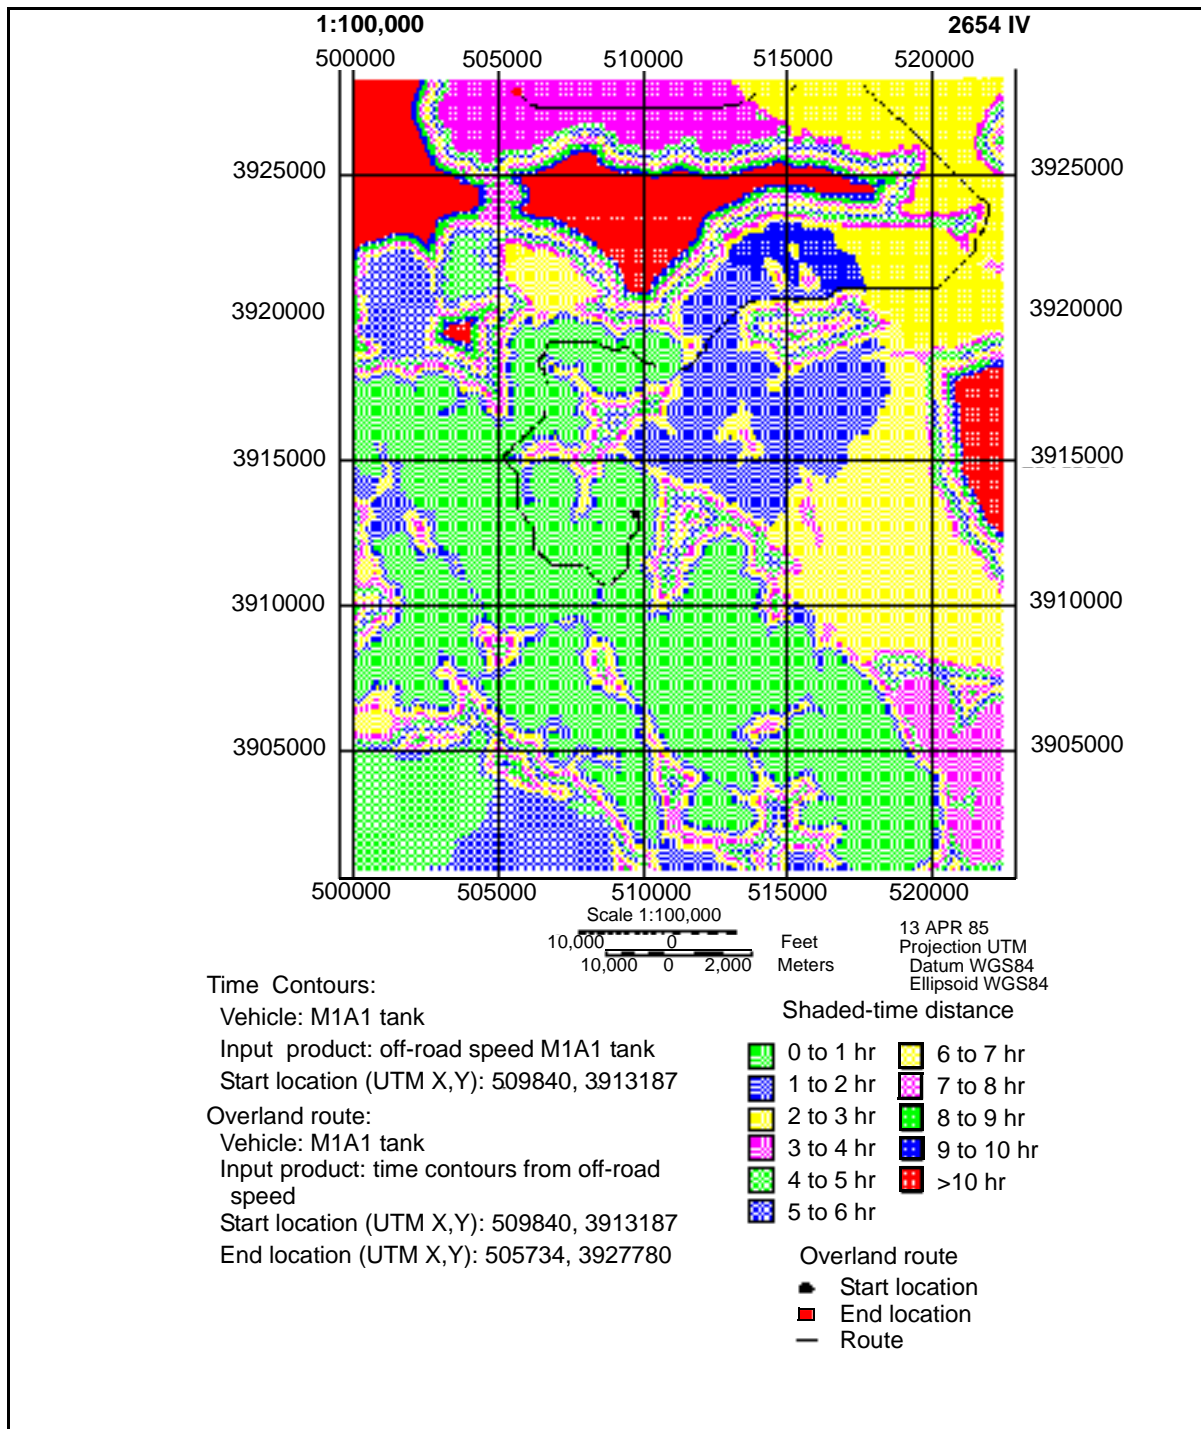 1:100,000 2654 IV
500000 505000 510000 515000 520000
3925000 3925000
3920000 3920000
3915000 3915000
3910000 3910000
3905000 3905000
500000 505000 510000 515000 520000
Scale 1:100,000
10,000 0 Feet
10,000 0 2,000 Meters
13 APR 85
Projection UTM
Datum WGS84
Ellipsoid WGS84
Time Contours:
Vehicle: M1A1 tank
Input product: off-road speed M1A1 tank
Start location (UTM X,Y): 509840, 3913187
Overland route:
Vehicle: M1A1 tank
Input product: time contours from off-road
speed
Start location (UTM X,Y): 509840, 3913187
End location (UTM X,Y): 505734, 3927780
Shaded-time distance
0 to 1 hr
1 to 2 hr
2 to 3 hr
3 to 4 hr
4 to 5 hr
5 to 6 hr
6 to 7 hr
7 to 8 hr
8 to 9 hr
9 to 10 hr
>10 hr
Overland route
Start location
End location
Route